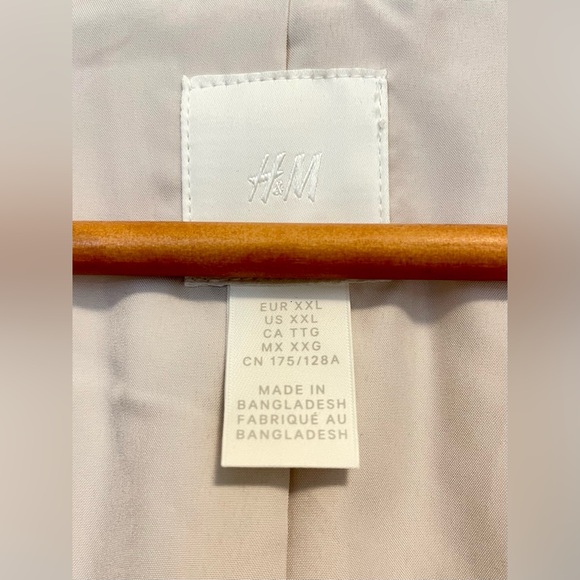 H&M
EUR XXL
US XXL
CA TTG
MX XXG
CN 175/128A
MADE IN
BANGLADESH
FABRIQUÉ AU
BANGLADESH